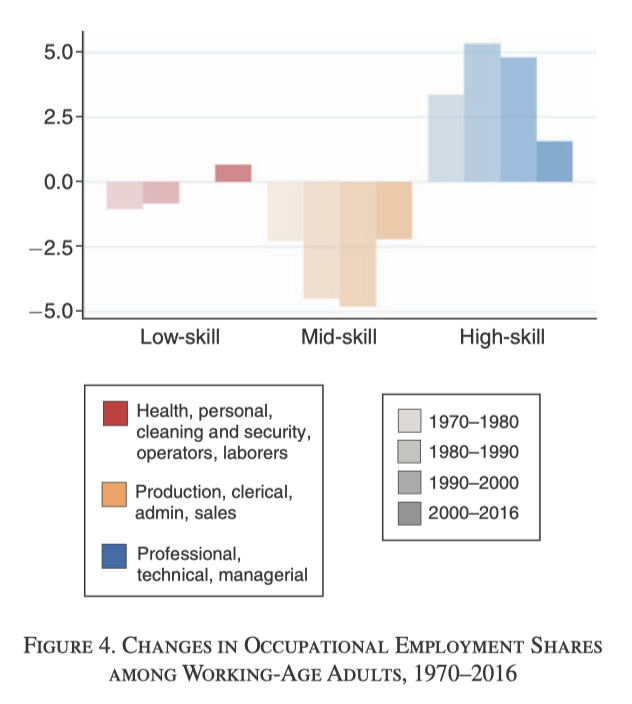 5.0
2.5
0.0
−2.5
−5.0
Low-skill Mid-skill High-skill
Health, personal,
cleaning and security,
operators, laborers
Production, clerical,
admin, sales
Professional,
technical, managerial
1970–1980
1980–1990
1990–2000
2000–2016
Figure 4. Changes in Occupational Employment Shares
among Working-Age Adults, 1970–2016